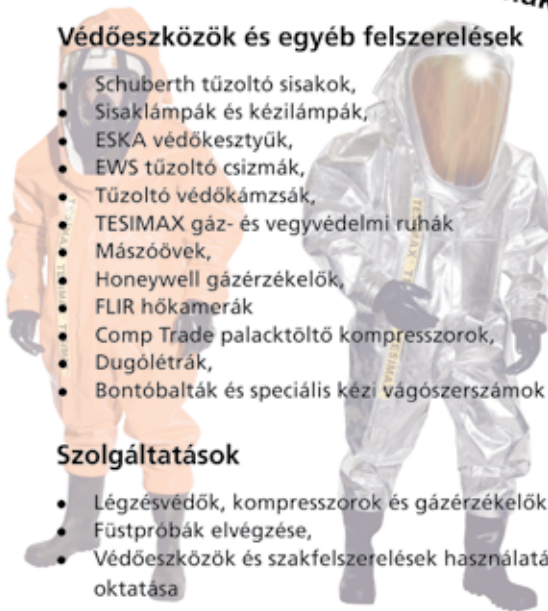 Védőeszközök és egyéb felszerelések
• Schuberth tűzoltó sisakok,
• Sisaklámpák és kézilámpák,
• ESKA védőkesztyűk,
• EWS tűzoltó csizmák,
• Tűzoltó védőkámzsák,
• TESIMAX gáz- és vegyvédelmi ruhák
• Mászóövek,
• Honeywell gázérzékelők,
• FLIR hőkamerák
• Comp Trade palacktöltő kompresszorok,
• Dugólétrák,
• Bontóbalták és speciális kézi vágószerszámok
Szolgáltatások
• Légzésvédők, kompresszorok és gázérzékelők
• Füstpróbák elvégzése,
• Védőeszközök és szakfelszerelések használatá
oktatása
TESIMAX
TESIMAX